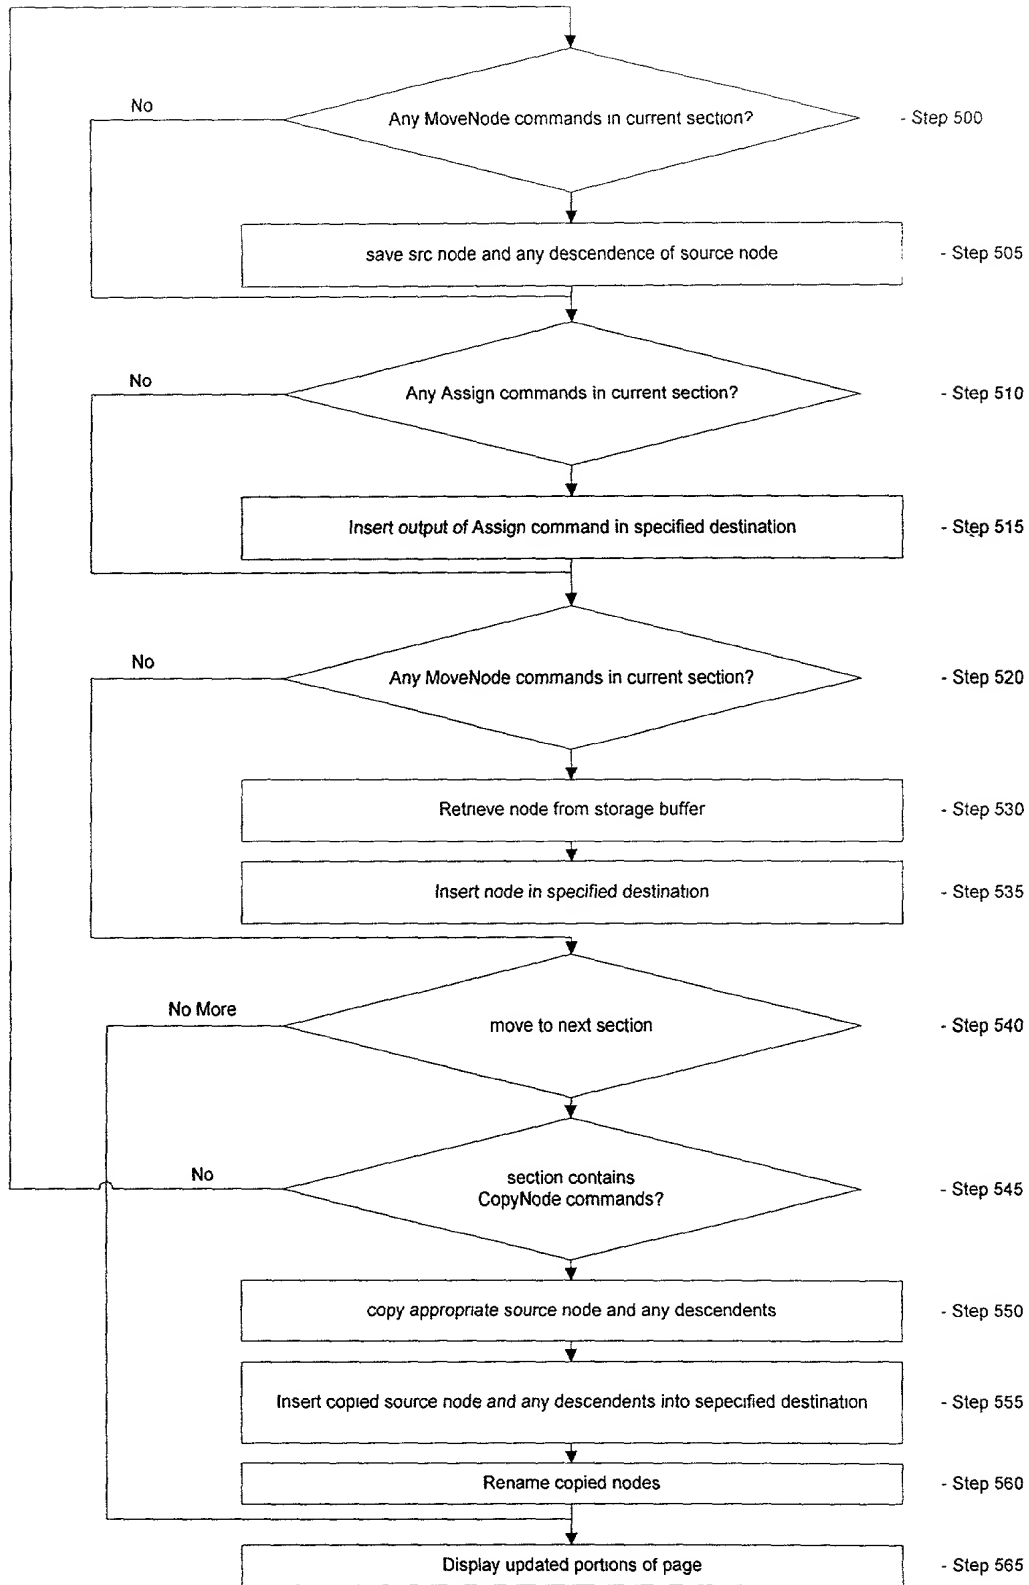 No
Any MoveNode commands in current section?
- Step 500
save src node and any descendence of source node
- Step 505
No
Any Assign commands in current section?
- Step 510
Insert output of Assign command in specified destination
- Step 515
No
Any MoveNode commands in current section?
- Step 520
Retrieve node from storage buffer
- Step 530
Insert node in specified destination
- Step 535
No More
move to next section
- Step 540
No
section contains
CopyNode commands?
- Step 545
copy appropriate source node and any descendents
- Step 550
Insert copied source node and any descendents into sepecified destination
- Step 555
Rename copied nodes
- Step 560
Display updated portions of page
- Step 565